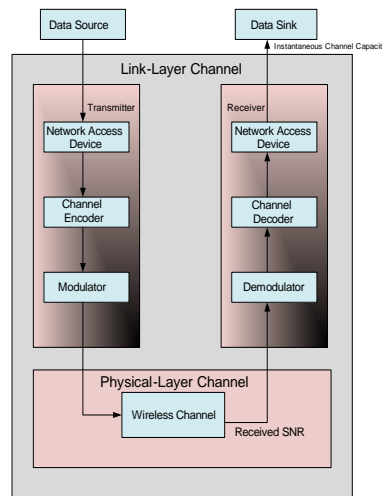 Data Source
Data Sink
Instantaneous Channel Capacit
Link-Layer Channel
Transmitter
Receiver
Network Access
Device
Network Access
Device
Channel
Encoder
Channel
Decoder
Modulator
Demodulator
Physical-Layer Channel
Wireless Channel
Received SNR